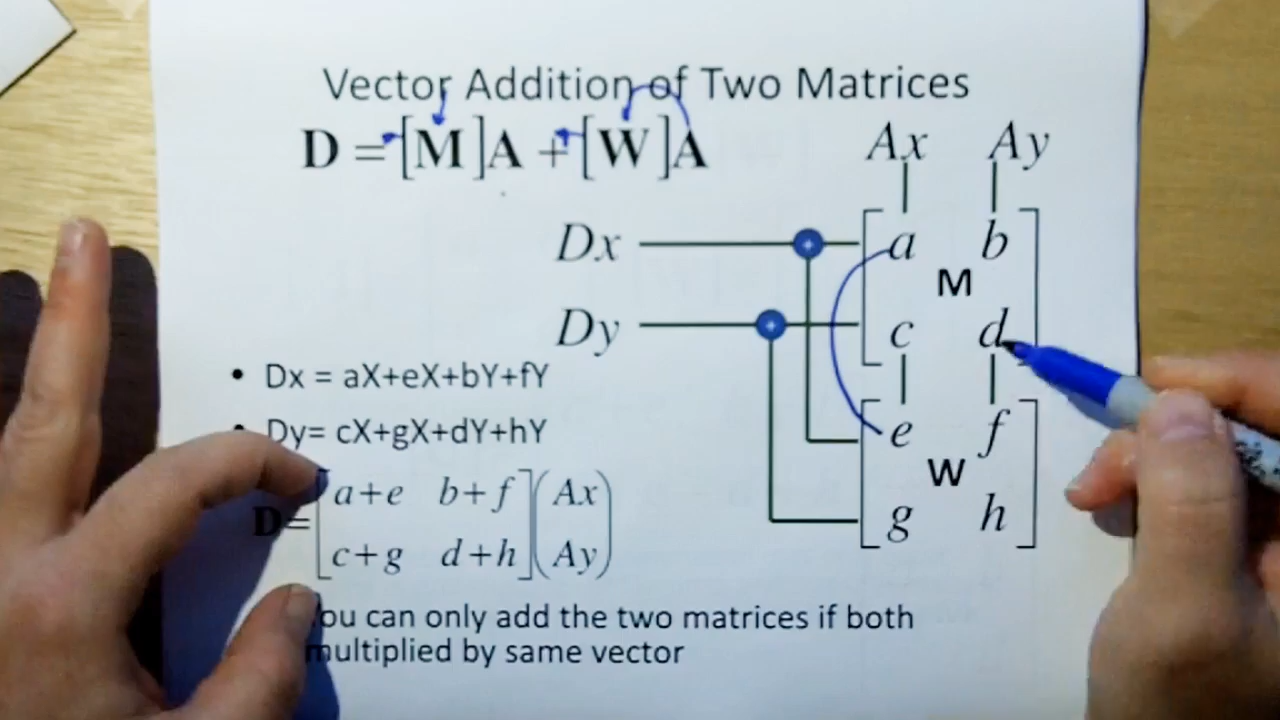 Vector Addition of Two Matrices
D = [M]A + [W]A
Ax Ay
Dx + [a b]
M
Dy + [c d]
• Dx = aX+eX+bY+fY
[e f]
• Dy= cX+gX+dY+hY
W
[g h]
D= [a+e b+f] (Ax)
[c+g d+h] (Ay)
You can only add the two matrices if both
multiplied by same vector